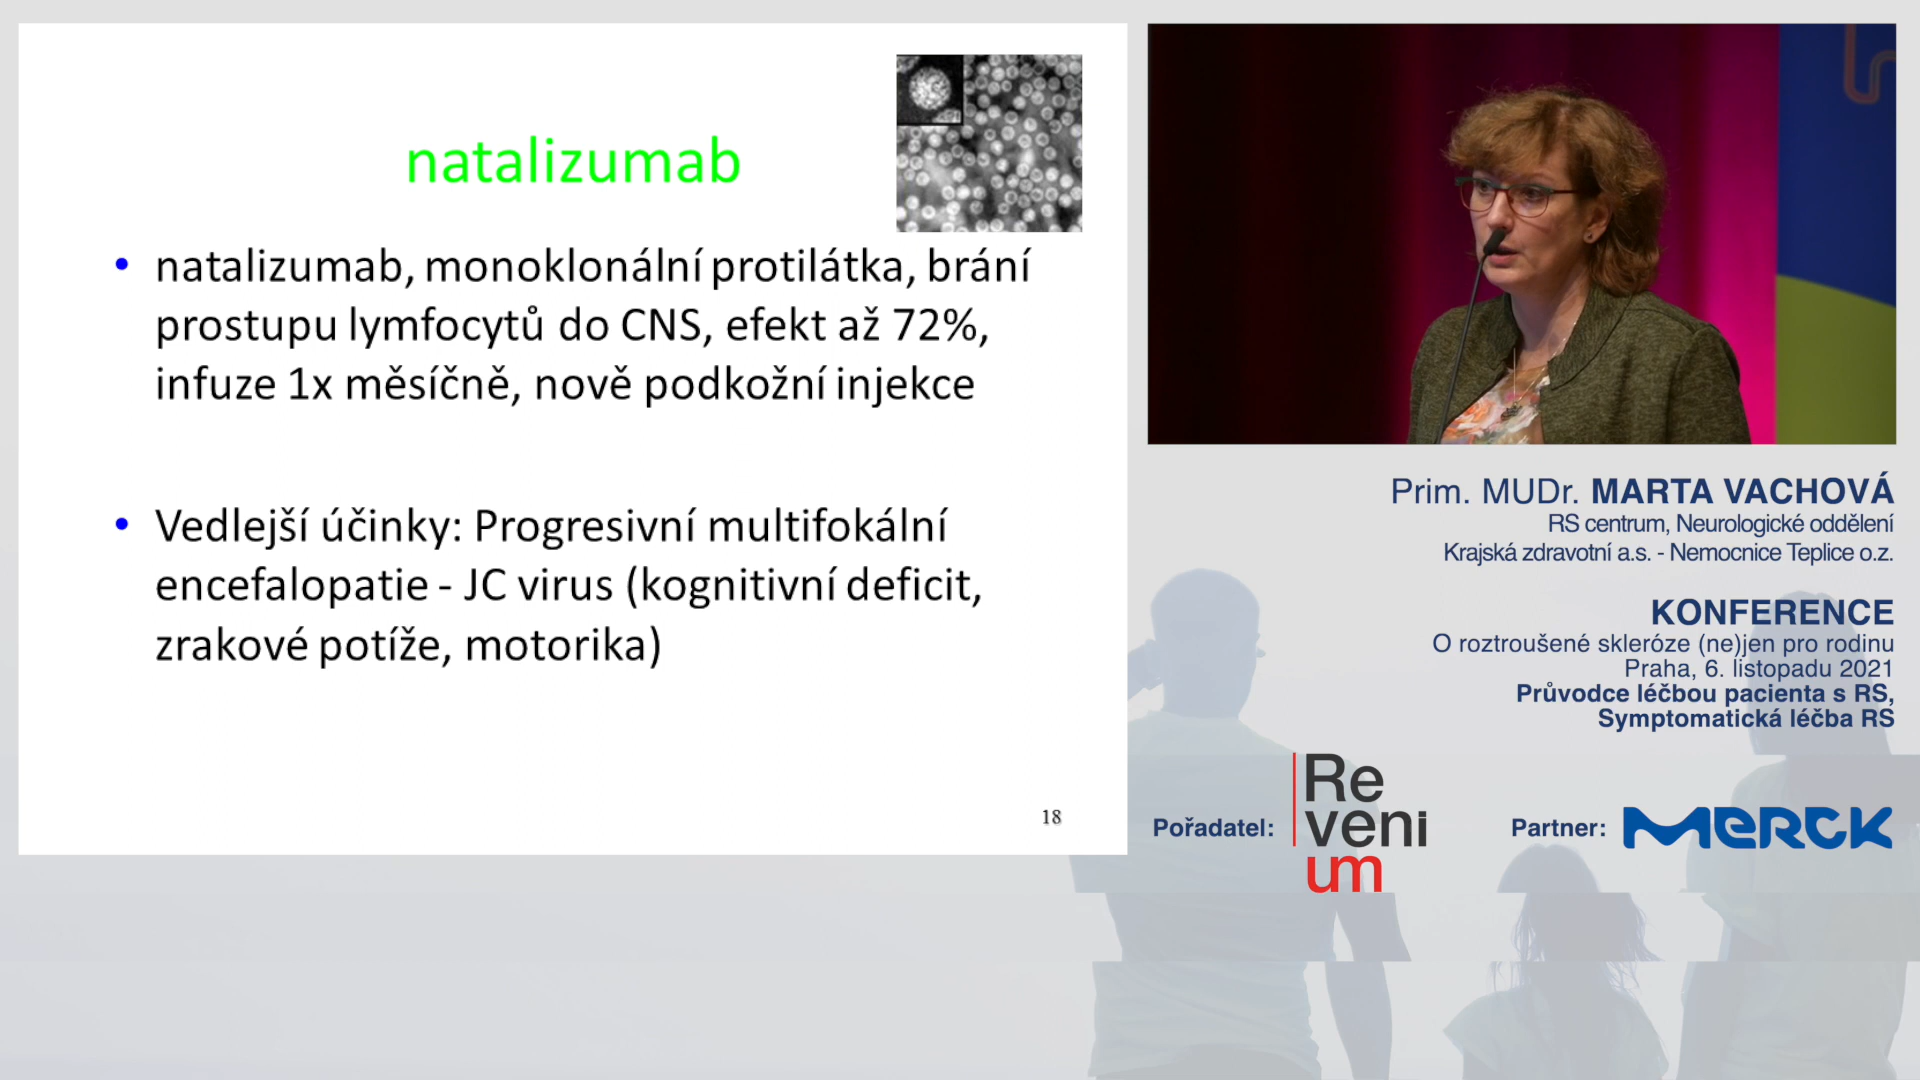 natalizumab
• natalizumab, monoklonální protilátka, brání
prostupu lymfocytů do CNS, efekt až 72%,
infuze 1x měsíčně, nově podkožní injekce
• Vedlejší účinky: Progresivní multifokální
encefalopatie - JC virus (kognitivní deficit,
zrakové potíže, motorika)
18
Prim. MUDr. MARTA VACHOVÁ
RS centrum, Neurologické oddělení
Krajská zdravotní a.s. - Nemocnice Teplice o.z.
KONFERENCE
O roztroušené skleróze (ne)jen pro rodinu
Praha, 6. listopadu 2021
Průvodce léčbou pacienta s RS,
Symptomatická léčba RS
Pořadatel:
Re
veni
um
Partner:
MERCK